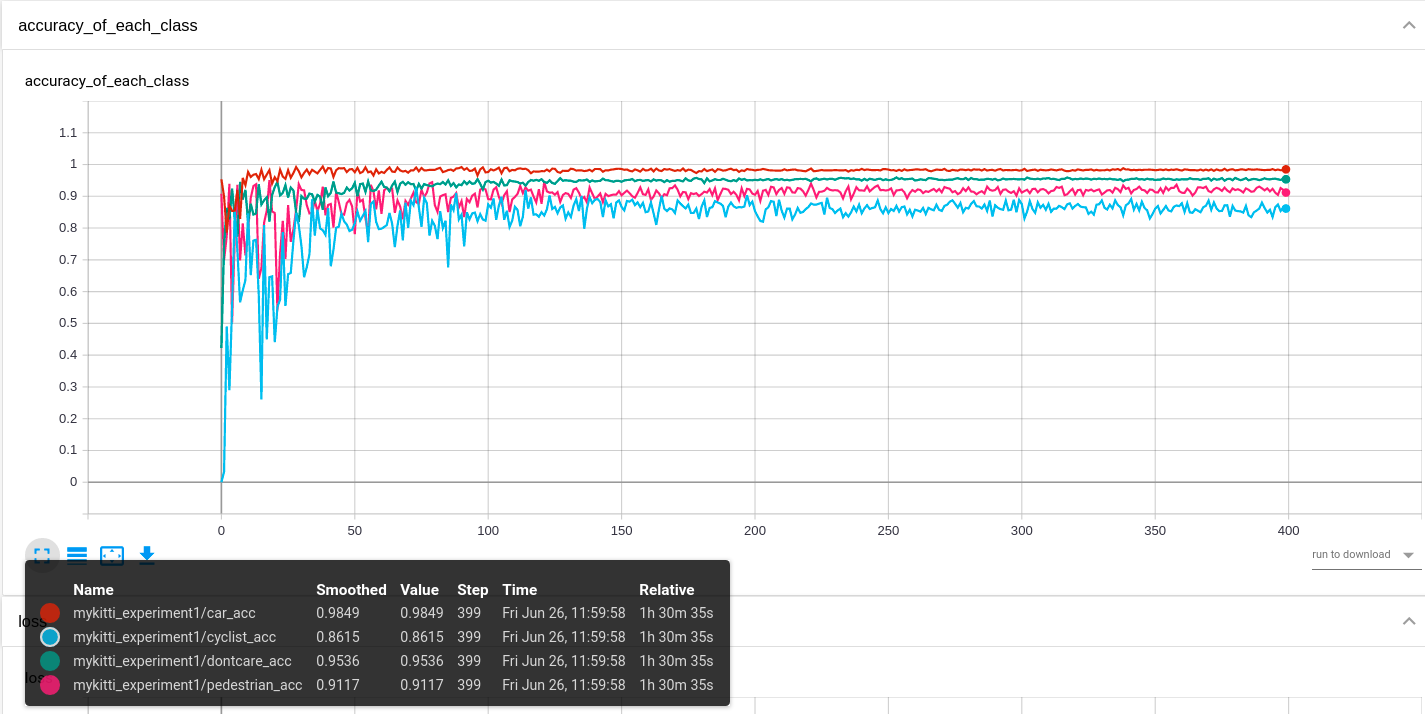 accuracy_of_each_class
accuracy_of_each_class
1.1
1
0.9
0.8
0.7
0.6
0.5
0.4
0.3
0.2
0.1
0
0 50 100 150 200 250 300 350 400
run to download
Name Smoothed Value Step Time Relative
mykitti_experiment1/car_acc 0.9849 0.9849 399 Fri Jun 26, 11:59:58 1h 30m 35s
loss
mykitti_experiment1/cyclist_acc 0.8615 0.8615 399 Fri Jun 26, 11:59:58 1h 30m 35s
mykitti_experiment1/dontcare_acc 0.9536 0.9536 399 Fri Jun 26, 11:59:58 1h 30m 35s
mykitti_experiment1/pedestrian_acc 0.9117 0.9117 399 Fri Jun 26, 11:59:58 1h 30m 35s